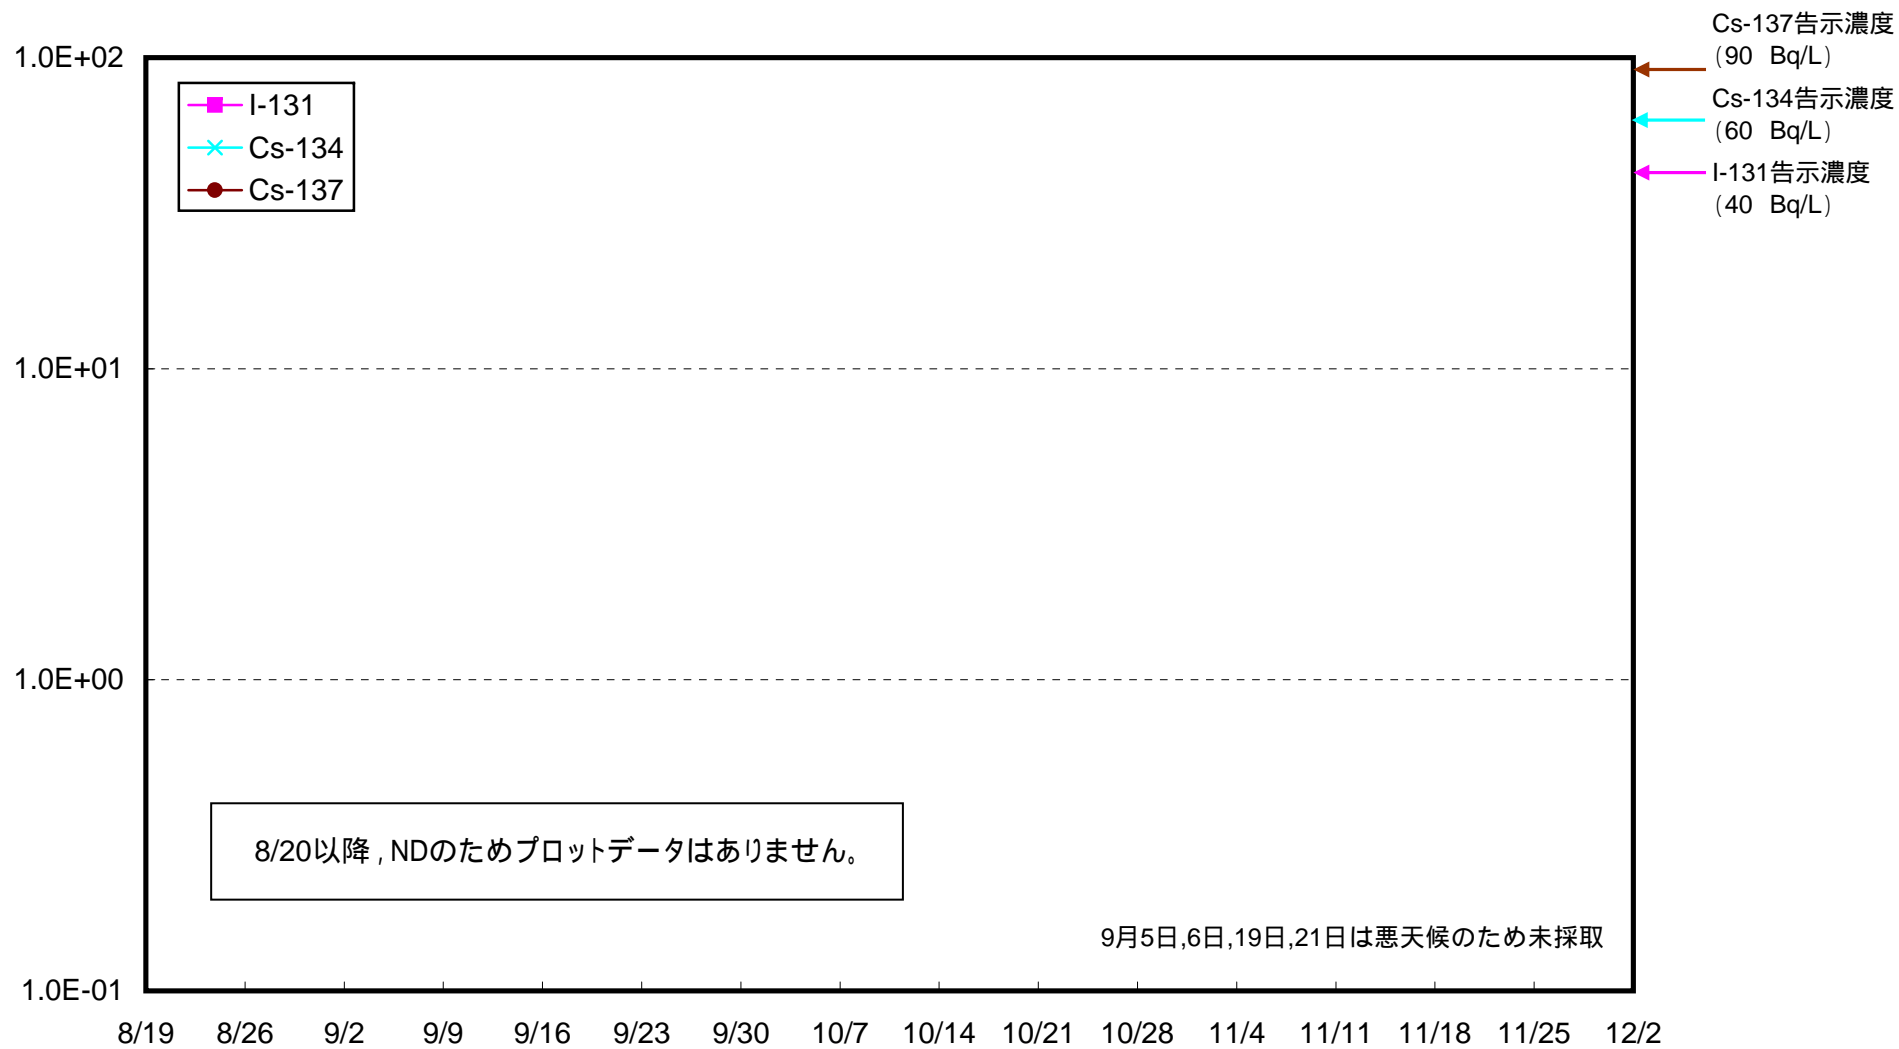 Cs-137告示濃度
(90 Bq/L)
Cs-134告示濃度
(60 Bq/L)
I-131告示濃度
(40 Bq/L)
1.0E+02
1.0E+01
1.0E+00
1.0E-01
I-131
Cs-134
Cs-137
8/20以降，NDのためプロットデータはありません。
9月5日,6日,19日,21日は悪天候のため未採取
8/19 8/26 9/2 9/9 9/16 9/23 9/30 10/7 10/14 10/21 10/28 11/4 11/11 11/18 11/25 12/2